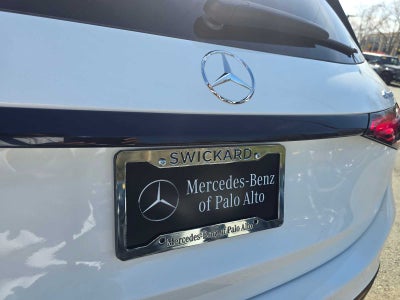 SWICKARD
Mercedes-Benz
of Palo Alto
Mercedes-Benz of Palo Alto